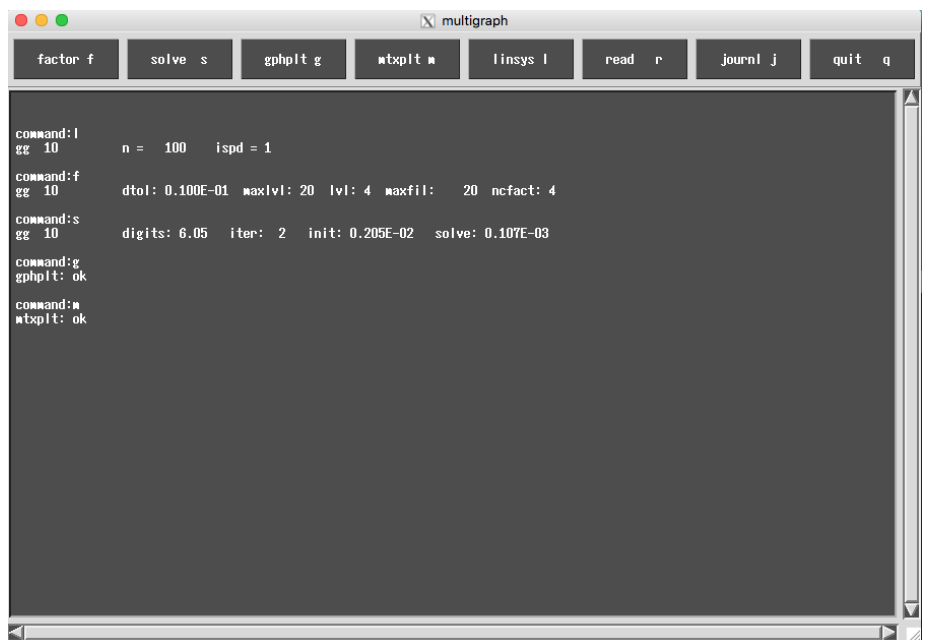 multigraph
factor f solve s gphplt g mtxplt m linsys l read r journl j quit q
command:l
gg 10 n = 100 ispd = 1
command:f
gg 10 dtol: 0.100E-01 maxlvl: 20 lvl: 4 maxfil: 20 ncfact: 4
command:s
gg 10 digits: 6.05 iter: 2 init: 0.205E-02 solve: 0.107E-03
command:g
gphplt: ok
command:m
mtxplt: ok